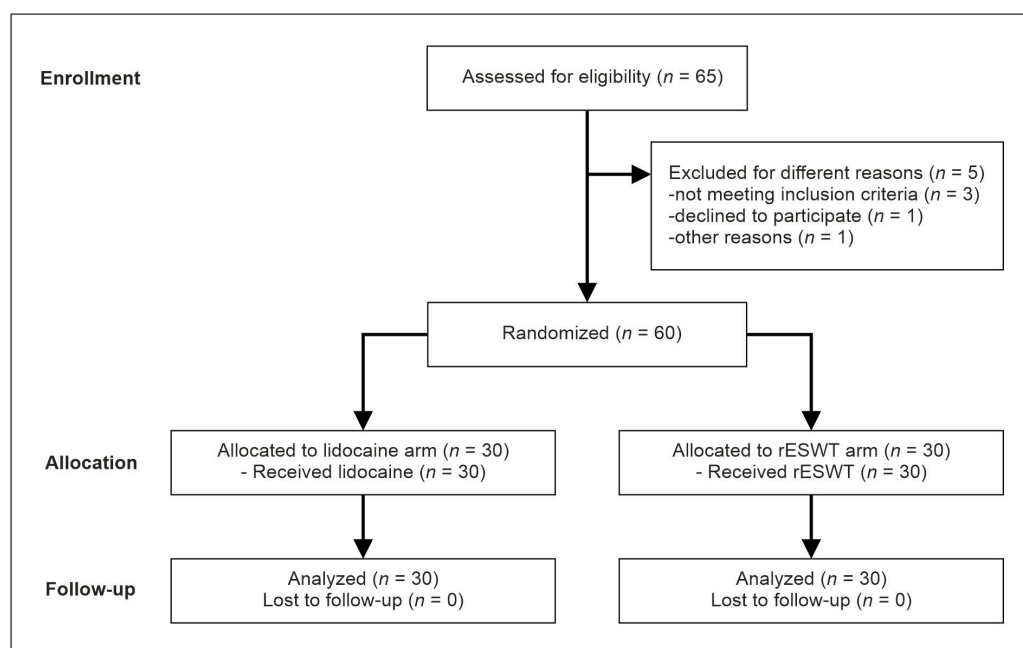 Enrollment
Assessed for eligibility (n = 65)
Excluded for different reasons (n = 5)
-not meeting inclusion criteria (n = 3)
-declined to participate (n = 1)
-other reasons (n = 1)
Randomized (n = 60)
Allocation
Allocated to lidocaine arm (n = 30)
- Received lidocaine (n = 30)
Allocated to rESWT arm (n = 30)
- Received rESWT (n = 30)
Follow-up
Analyzed (n = 30)
Lost to follow-up (n = 0)
Analyzed (n = 30)
Lost to follow-up (n = 0)